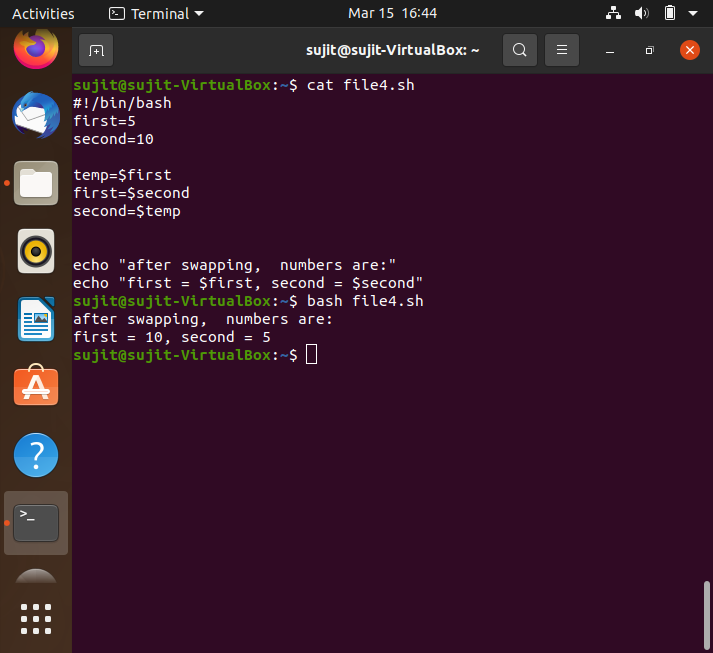 Activities Terminal Mar 15 16:44
sujit@sujit-VirtualBox: ~
sujit@sujit-VirtualBox:~$ cat file4.sh
#!/bin/bash
first=5
second=10
temp=$first
first=$second
second=$temp
echo "after swapping,  numbers are:"
echo "first = $first, second = $second"
sujit@sujit-VirtualBox:~$ bash file4.sh
after swapping,  numbers are:
first = 10, second = 5
sujit@sujit-VirtualBox:~$